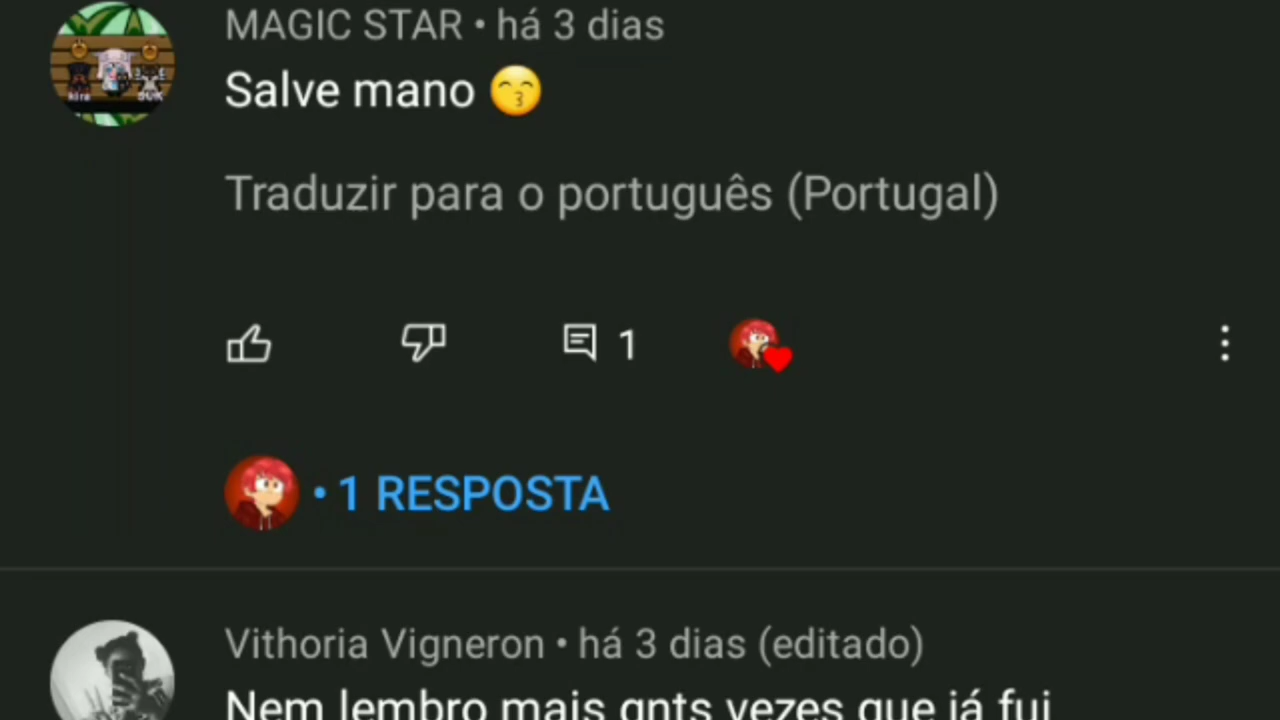 MAGIC STAR • há 3 dias
Salve mano 😙
Traduzir para o português (Portugal)
1
• 1 RESPOSTA
Vithoria Vigneron • há 3 dias (editado)
Nem lembro mais qnts vezes que já fui